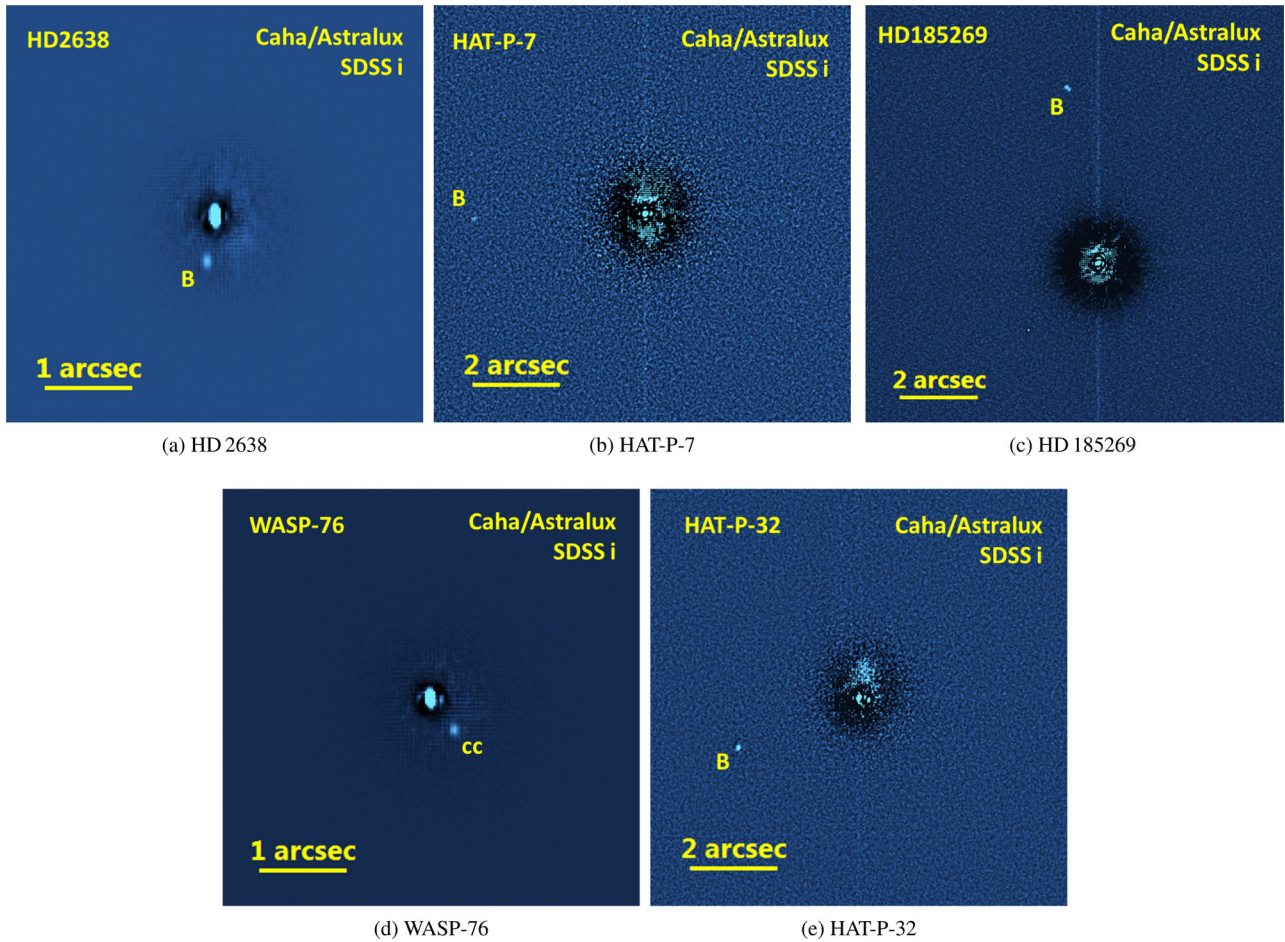 HD2638
Caha/Astralux
SDSS i
B
1 arcsec
(a) HD 2638
HAT-P-7
Caha/Astralux
SDSS i
B
2 arcsec
(b) HAT-P-7
HD185269
Caha/Astralux
SDSS i
B
2 arcsec
(c) HD 185269
WASP-76
Caha/Astralux
SDSS i
cc
1 arcsec
(d) WASP-76
HAT-P-32
Caha/Astralux
SDSS i
B
2 arcsec
(e) HAT-P-32